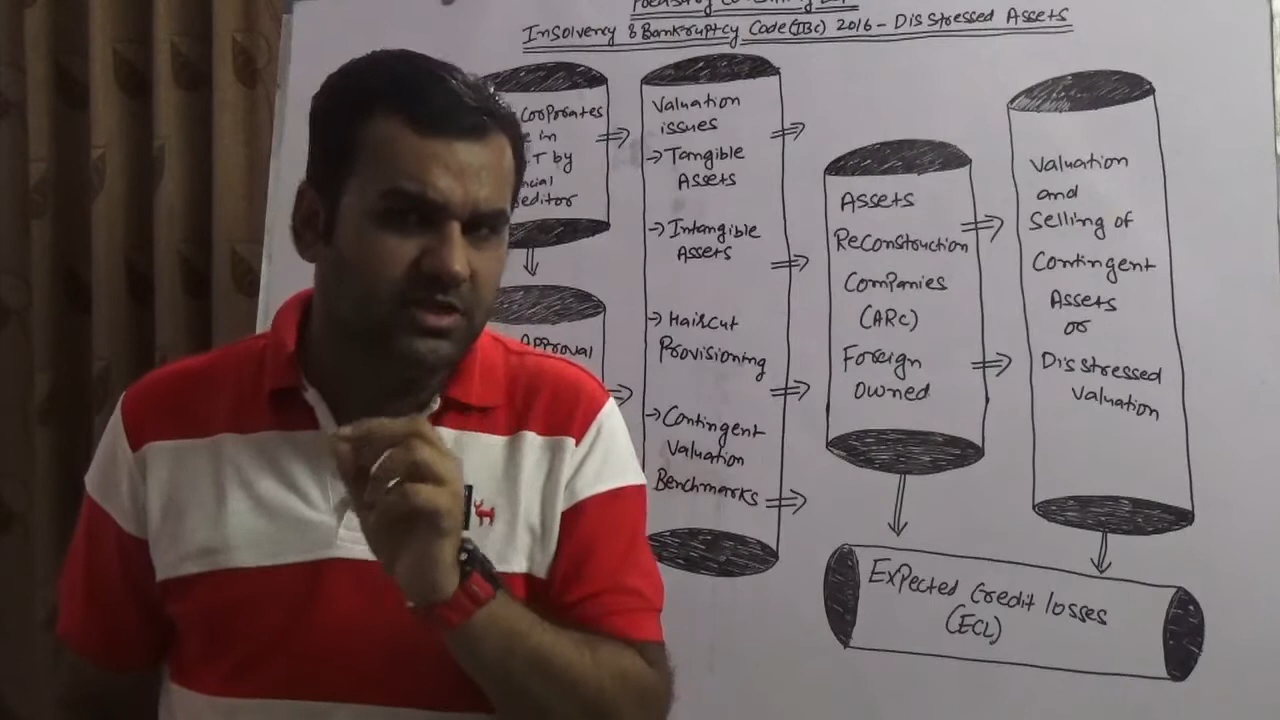 Insolvency & Bankruptcy Code(IBC) 2016 - Disstressed Assets
Corporates
in
by
Valuation
issues
→ Tangible
Assets
→ Intangible
Assets
→ Haircut
Provisioning
→ Contingent
Valuation
Benchmarks
Approval
Assets
Reconstruction
Companies
(ARC)
Foreign
Owned
Valuation
and
Selling of
Contingent
Assets
or
Disstressed
Valuation
Expected Credit losses
(ECL)